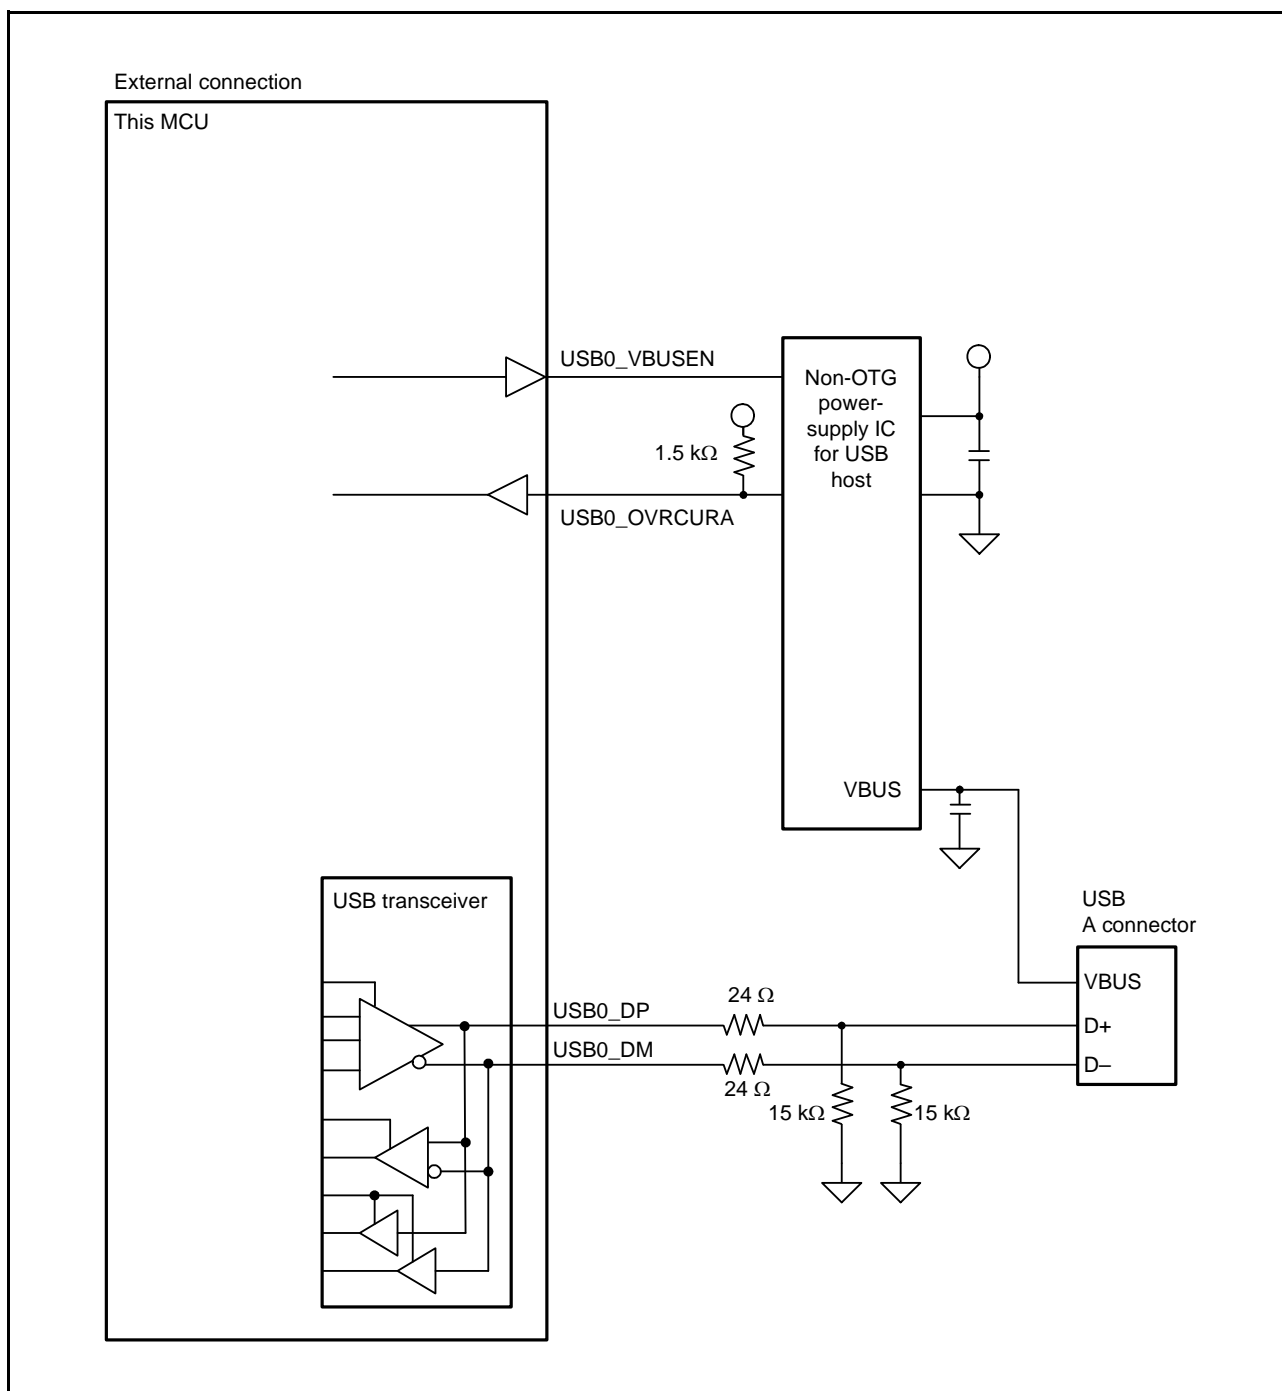 External connection
This MCU
USB0_VBUSEN
Non-OTG
power-
supply IC
for USB
host
1.5 kΩ
USB0_OVRCURA
VBUS
USB transceiver
USB
A connector
VBUS
24 Ω
USB0_DP
D+
USB0_DM
D–
24 Ω
15 kΩ
15 kΩ